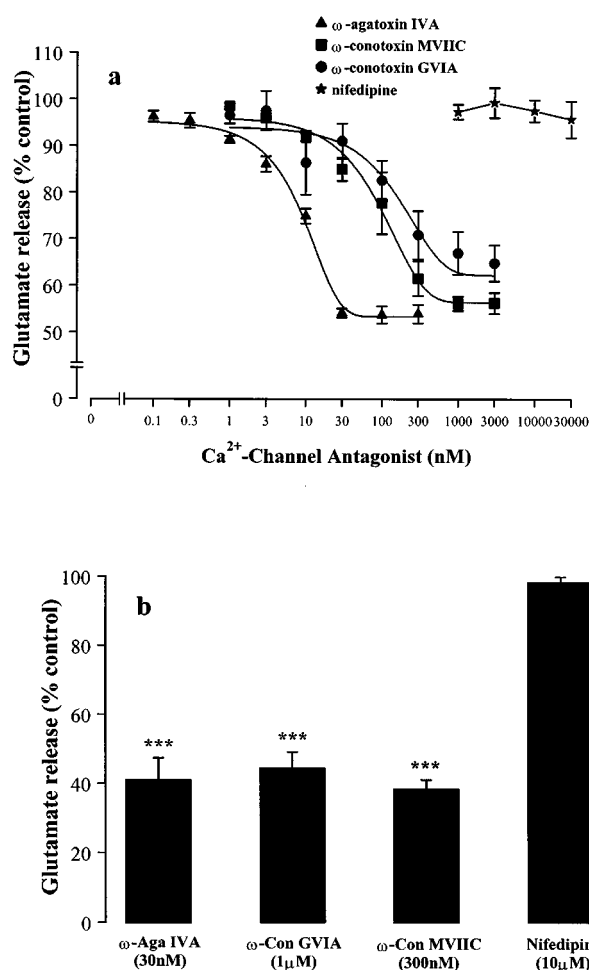 ▲ ω-agatoxin IVA
■ ω-conotoxin MVIIC
● ω-conotoxin GVIA
★ nifedipine
a
Glutamate release (% control)
110
100
90
80
70
60
50
0
0 0.1 0.3 1 3 10 30 100 300 1000 3000 10000 30000
Ca2+-Channel Antagonist (nM)
b
Glutamate release (% control)
100
80
60
40
20
0
*** *** ***
ω-Aga IVA ω-Con GVIA ω-Con MVIIC Nifedipin
(30nM) (1μM) (300nM) (10μM)